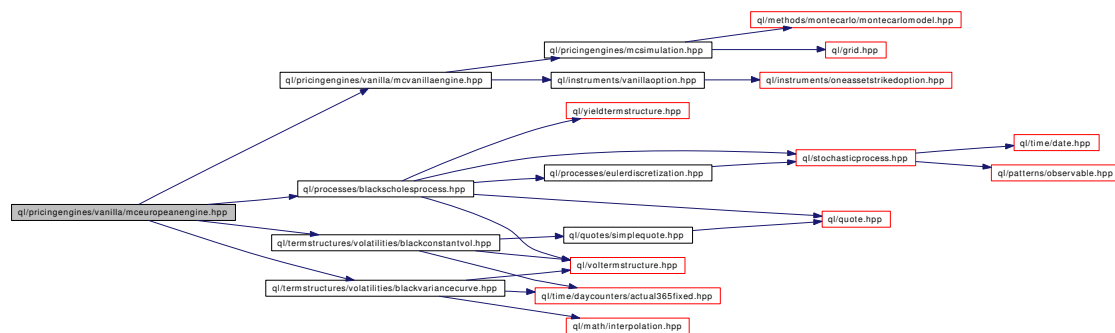 ql/methods/montecarlo/montecarlomodel.hpp
ql/pricingengines/mcsimulation.hpp
ql/grid.hpp
ql/pricingengines/vanilla/mcvanillaengine.hpp
ql/instruments/vanillaoption.hpp
ql/instruments/oneassetstrikedoption.hpp
ql/yieldtermstructure.hpp
ql/time/date.hpp
ql/stochasticprocess.hpp
ql/processes/eulerdiscretization.hpp
ql/patterns/observable.hpp
ql/processes/blackscholesprocess.hpp
ql/pricingengines/vanilla/mceuropeanengine.hpp
ql/quote.hpp
ql/quotes/simplequote.hpp
ql/termstructures/volatilities/blackconstantvol.hpp
ql/voltermstructure.hpp
ql/termstructures/volatilities/blackvariancecurve.hpp
ql/time/daycounters/actual365fixed.hpp
ql/math/interpolation.hpp